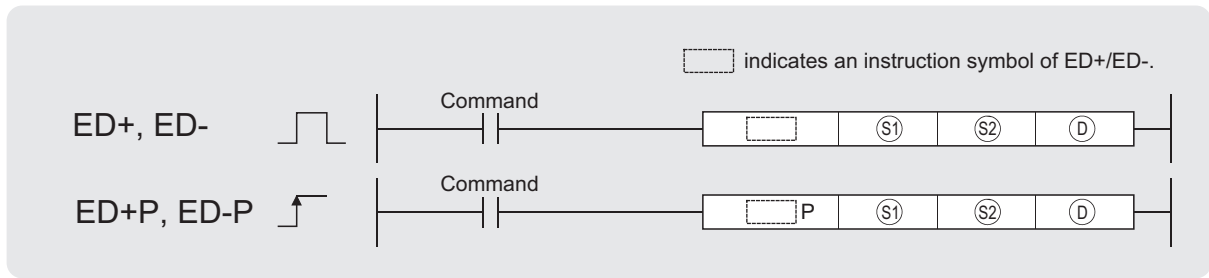 indicates an instruction symbol of ED+/ED-.
Command
ED+, ED- S1 S2 D
Command
ED+P, ED-P P S1 S2 D